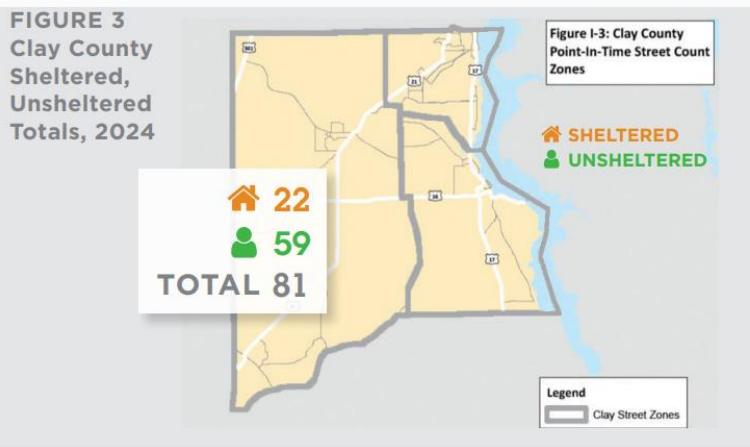 FIGURE 3
Clay County
Sheltered,
Unsheltered
Totals, 2024
Figure I-3: Clay County
Point-In-Time Street Count
Zones
SHELTERED
UNSHELTERED
301
21
17
16
17
22
59
TOTAL 81
Legend
Clay Street Zones